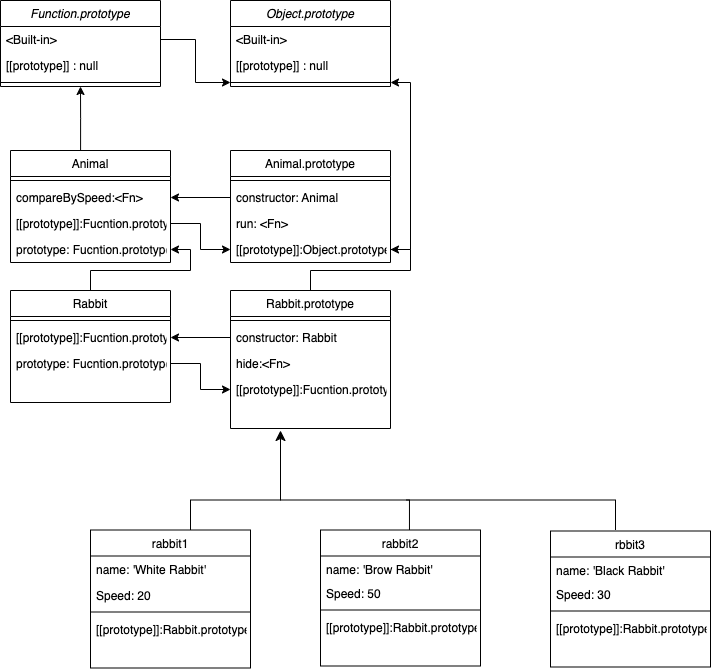 Function.prototype
<Built-in>
[[prototype]] : null
Object.prototype
<Built-in>
[[prototype]] : null
Animal
compareBySpeed:<Fn>
[[prototype]]:Fucntion.prototy
prototype: Fucntion.prototype
Animal.prototype
constructor: Animal
run: <Fn>
[[prototype]]:Object.prototype
Rabbit
[[prototype]]:Fucntion.prototy
prototype: Fucntion.prototype
Rabbit.prototype
constructor: Rabbit
hide:<Fn>
[[prototype]]:Fucntion.prototy
rabbit1
name: 'White Rabbit'
Speed: 20
[[prototype]]:Rabbit.prototype
rabbit2
name: 'Brow Rabbit'
Speed: 50
[[prototype]]:Rabbit.prototype
rbbit3
name: 'Black Rabbit'
Speed: 30
[[prototype]]:Rabbit.prototype